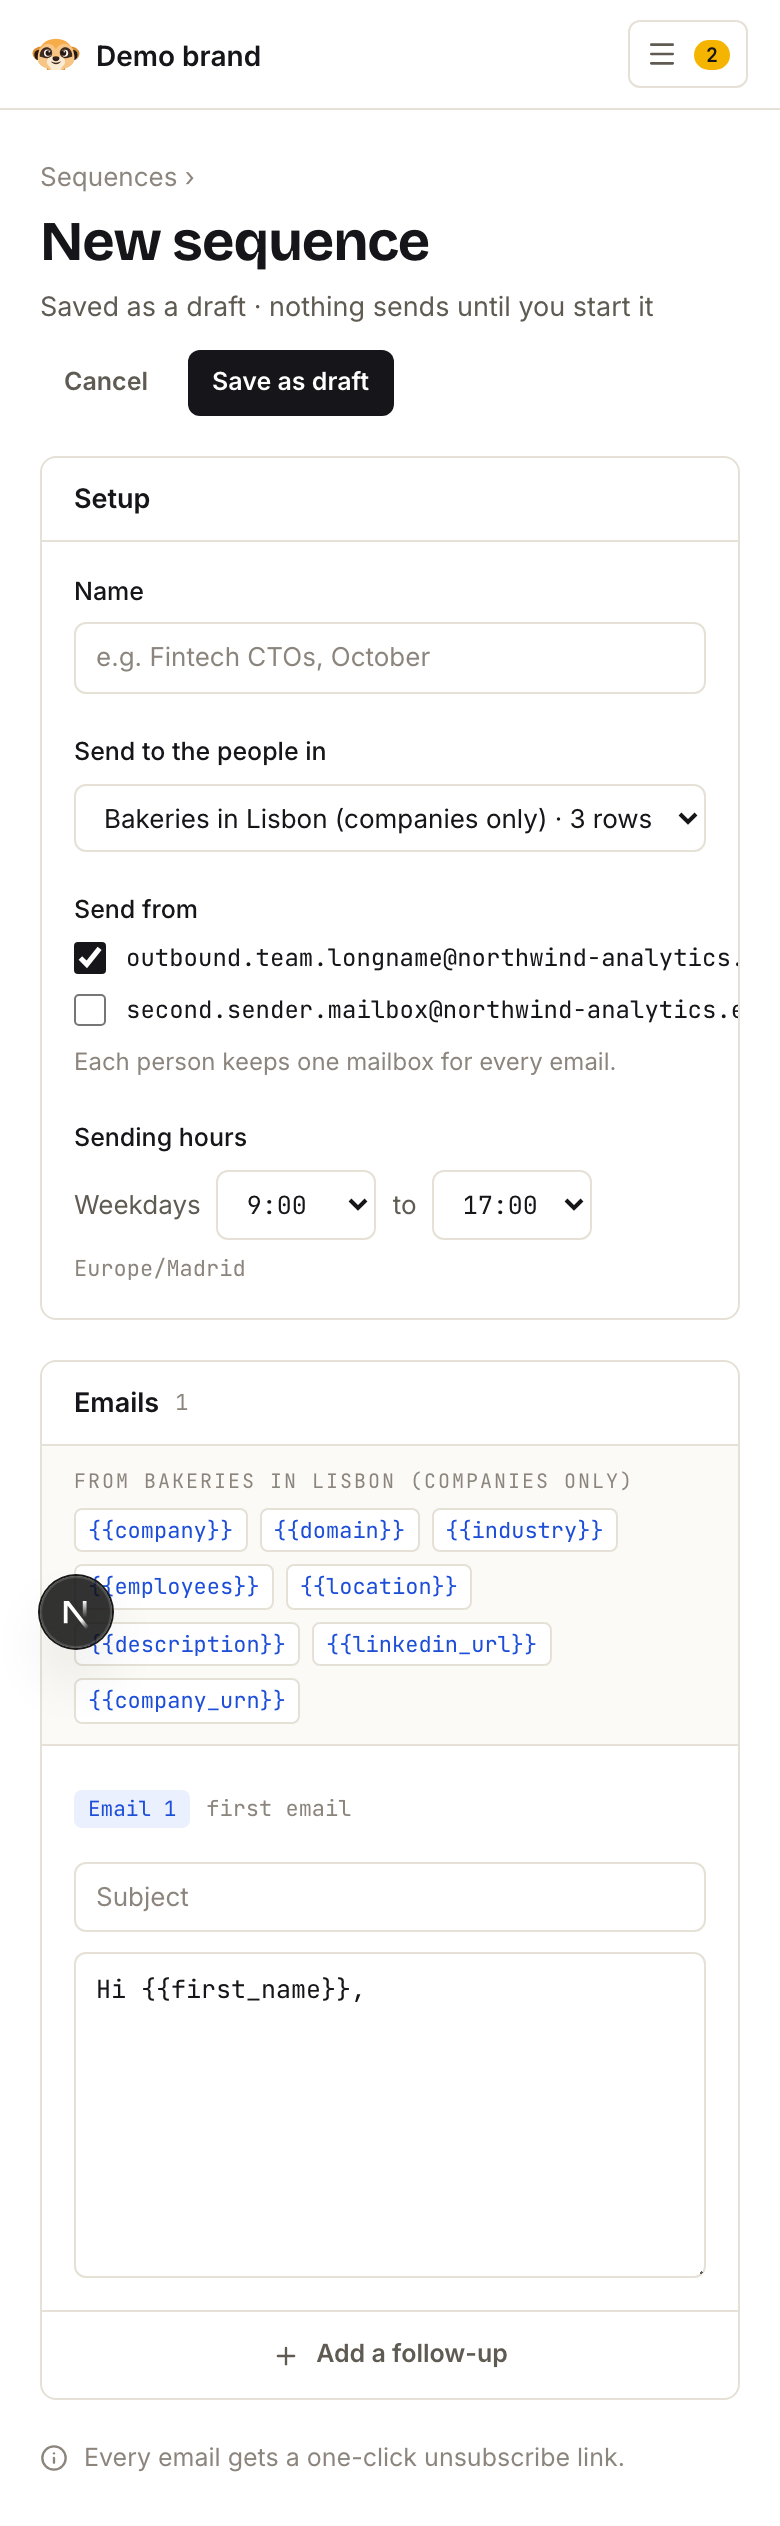 Demo brand
2
Sequences ›
New sequence
Saved as a draft · nothing sends until you start it
Cancel
Save as draft
Setup
Name
e.g. Fintech CTOs, October
Send to the people in
Bakeries in Lisbon (companies only) · 3 rows
Send from
outbound.team.longname@northwind-analytics.
second.sender.mailbox@northwind-analytics.e
Each person keeps one mailbox for every email.
Sending hours
Weekdays 9:00 to 17:00
Europe/Madrid
Emails 1
FROM BAKERIES IN LISBON (COMPANIES ONLY)
{{company}} {{domain}} {{industry}}
{{employees}} {{location}}
N
{{description}} {{linkedin_url}}
{{company_urn}}
Email 1 first email
Subject
Hi {{first_name}},
+ Add a follow-up
Every email gets a one-click unsubscribe link.